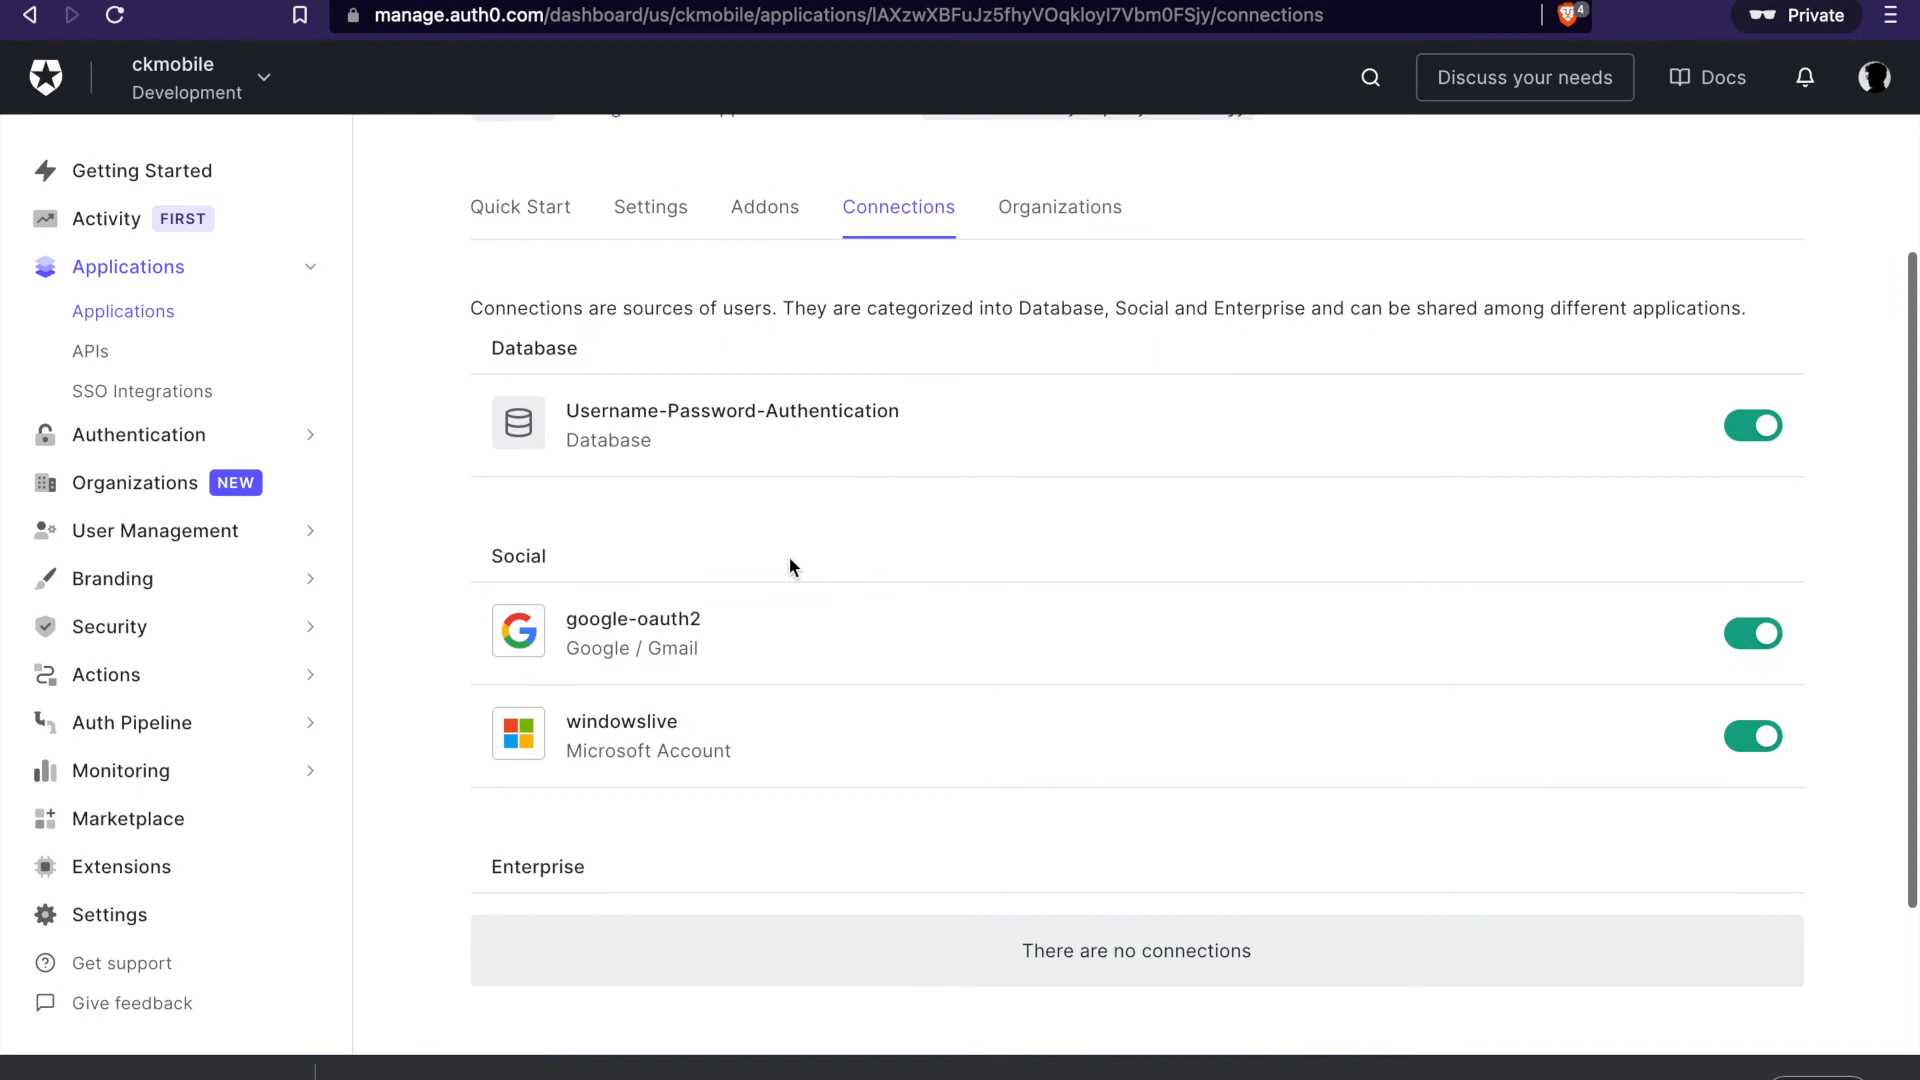 manage.auth0.com/dashboard/us/ckmobile/applications/lAXzwXBFuJz5fhyVOqkloyI7Vbm0FSjy/connections
4
Private
ckmobile
Development
Discuss your needs
Docs
Getting Started
Activity FIRST
Applications
Applications
APIs
SSO Integrations
Authentication
Organizations NEW
User Management
Branding
Security
Actions
Auth Pipeline
Monitoring
Marketplace
Extensions
Settings
Get support
Give feedback
Quick Start Settings Addons Connections Organizations
Connections are sources of users. They are categorized into Database, Social and Enterprise and can be shared among different applications.
Database
Username-Password-Authentication
Database
Social
google-oauth2
Google / Gmail
windowslive
Microsoft Account
Enterprise
There are no connections